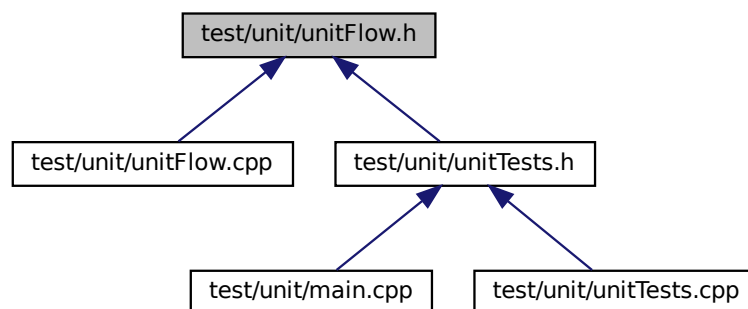 test/unit/unitFlow.h
test/unit/unitFlow.cpp
test/unit/unitTests.h
test/unit/main.cpp
test/unit/unitTests.cpp